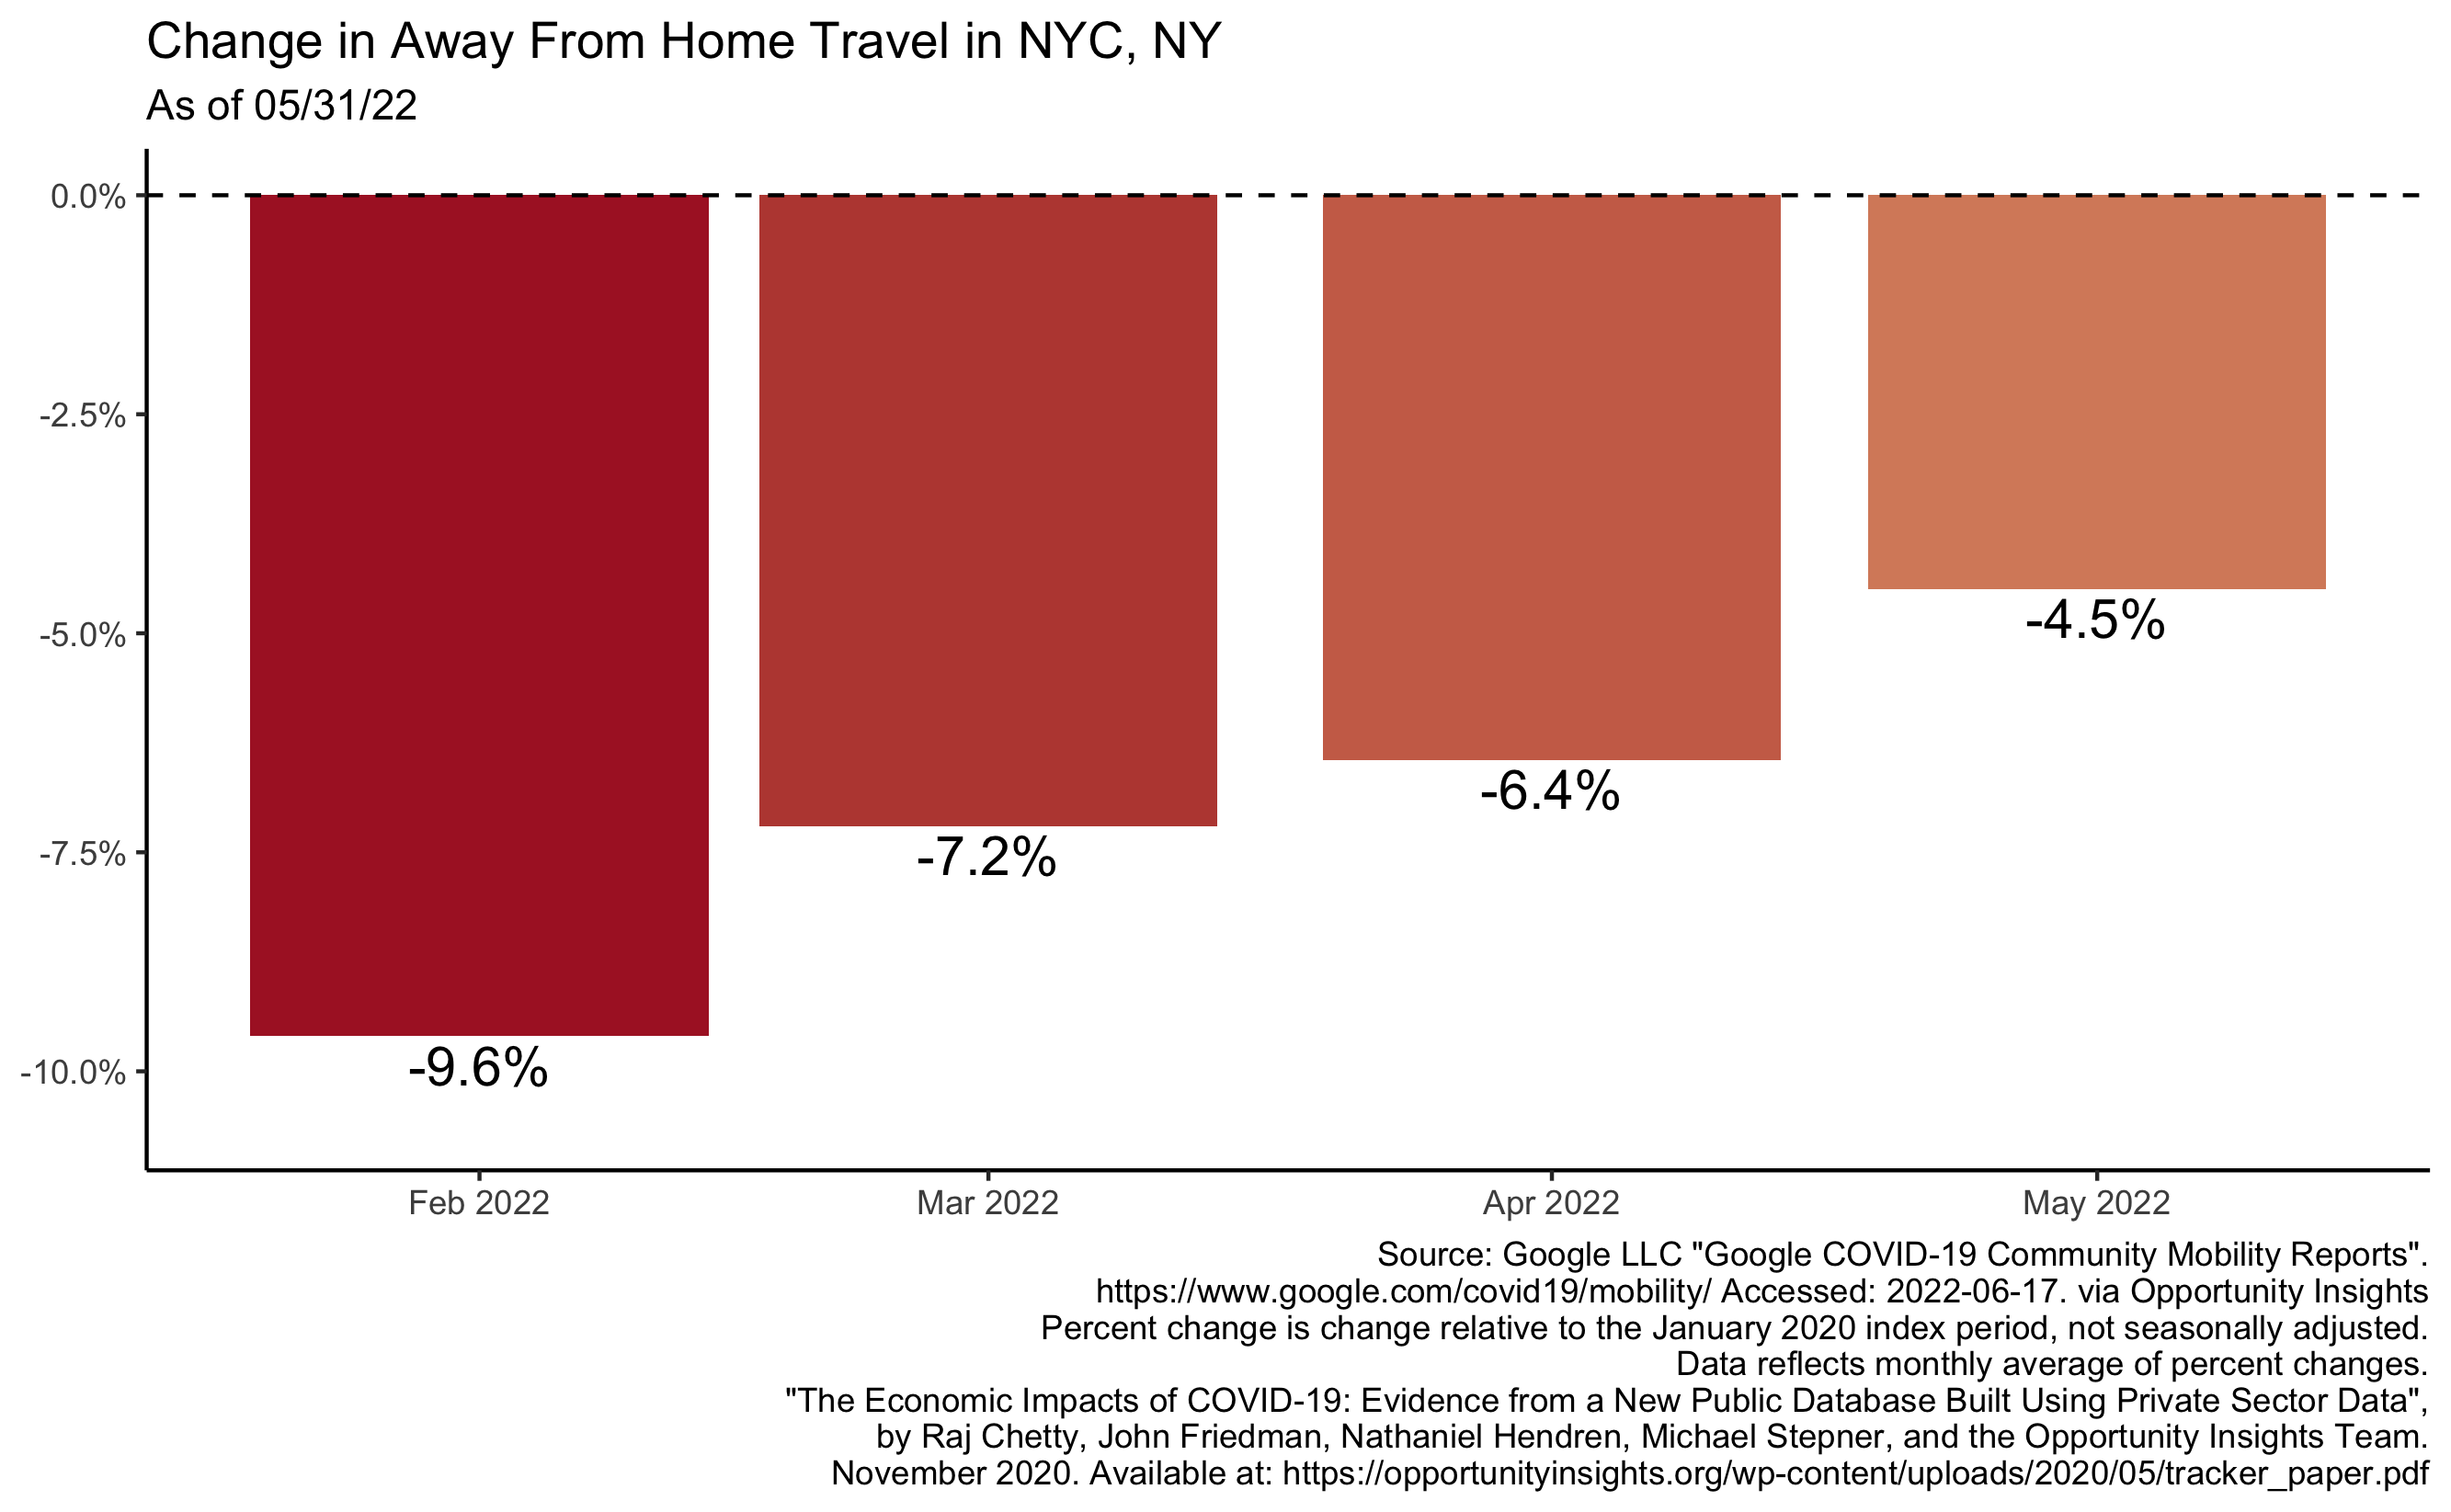 Change in Away From Home Travel in NYC, NY
As of 05/31/22
0.0%
-2.5%
-5.0%
-7.5%
-10.0%
-9.6%
-7.2%
-6.4%
-4.5%
Feb 2022
Mar 2022
Apr 2022
May 2022
Source: Google LLC "Google COVID-19 Community Mobility Reports".
https://www.google.com/covid19/mobility/ Accessed: 2022-06-17. via Opportunity Insights
Percent change is change relative to the January 2020 index period, not seasonally adjusted.
Data reflects monthly average of percent changes.
"The Economic Impacts of COVID-19: Evidence from a New Public Database Built Using Private Sector Data",
by Raj Chetty, John Friedman, Nathaniel Hendren, Michael Stepner, and the Opportunity Insights Team.
November 2020. Available at: https://opportunityinsights.org/wp-content/uploads/2020/05/tracker_paper.pdf